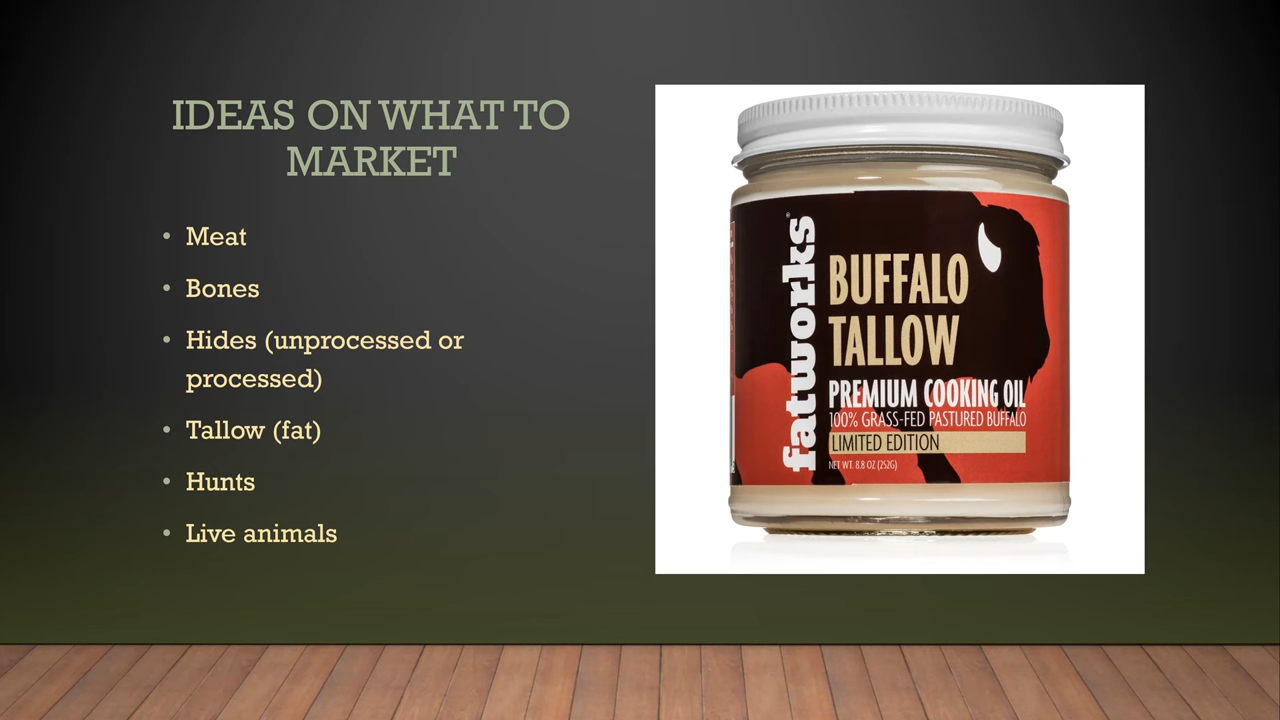 IDEAS ON WHAT TO
MARKET
• Meat
• Bones
• Hides (unprocessed or
processed)
• Tallow (fat)
• Hunts
• Live animals
fatworks®
BUFFALO
TALLOW
PREMIUM COOKING OIL
100% GRASS-FED PASTURED BUFFALO
LIMITED EDITION
NET WT. 8.8 OZ (252G)